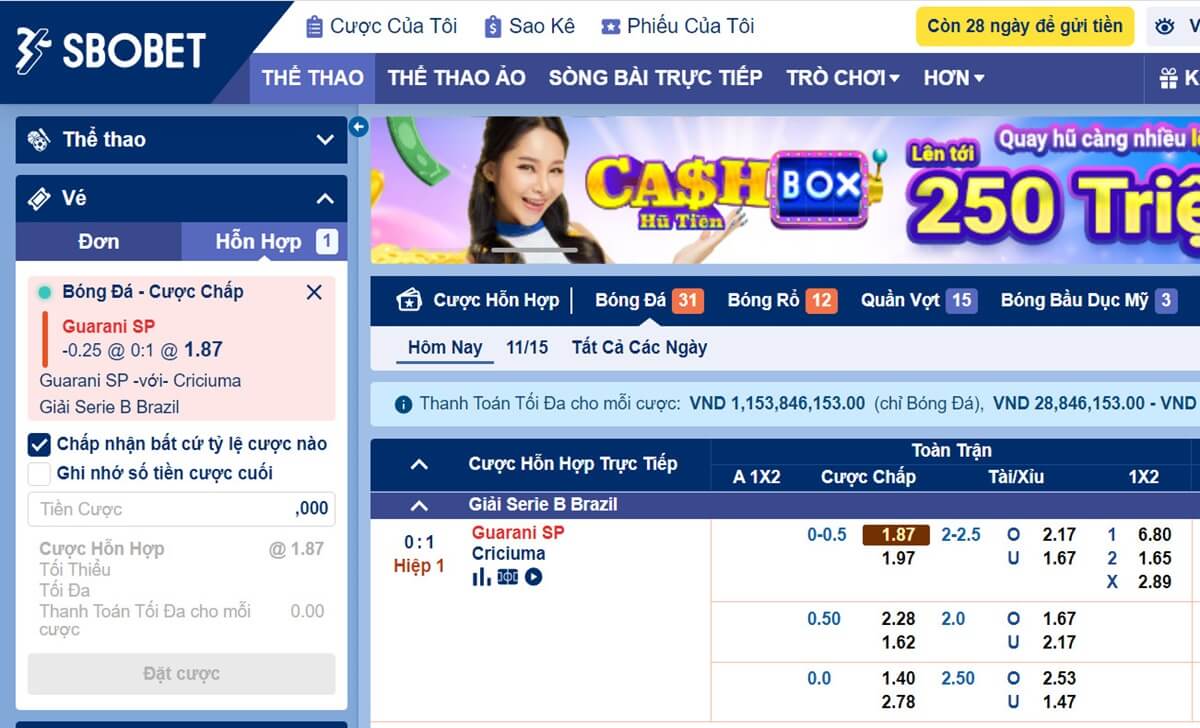 SBOBET
Cược Của Tôi Sao Kê Phiếu Của Tôi
Còn 28 ngày để gửi tiền
THỂ THAO THỂ THAO ẢO SÒNG BÀI TRỰC TIẾP TRÒ CHƠI HƠN
Thể thao
Vé
Đơn Hỗn Hợp 1
Bóng Đá - Cược Chấp
Guarani SP
-0.25 @ 0:1 @ 1.87
Guarani SP -với- Criciuma
Giải Serie B Brazil
Chấp nhận bất cứ tỷ lệ cược nào
Ghi nhớ số tiền cược cuối
Tiền Cược ,000
Cược Hỗn Hợp @ 1.87
Tối Thiểu
Tối Đa
Thanh Toán Tối Đa cho mỗi 0.00
cược
Đặt cược
CA$H BOX
Hũ Tiền
Quay hũ càng nhiều
Lên tới
250 Triệ
Cược Hỗn Hợp Bóng Đá 31 Bóng Rổ 12 Quần Vợt 15 Bóng Bầu Dục Mỹ 3
Hôm Nay 11/15 Tất Cả Các Ngày
Thanh Toán Tối Đa cho mỗi cược: VND 1,153,846,153.00 (chỉ Bóng Đá), VND 28,846,153.00 - VND
Toàn Trận
Cược Hỗn Hợp Trực Tiếp A 1X2 Cược Chấp Tài/Xỉu 1X2
Giải Serie B Brazil
0:1 Guarani SP 0-0.5 1.87 2-2.5 O 2.17 1 6.80
Hiệp 1 Criciuma 1.97 U 1.67 2 1.65
X 2.89
0.50 2.28 2.0 O 1.67
1.62 U 2.17
0.0 1.40 2.50 O 2.53
2.78 U 1.47